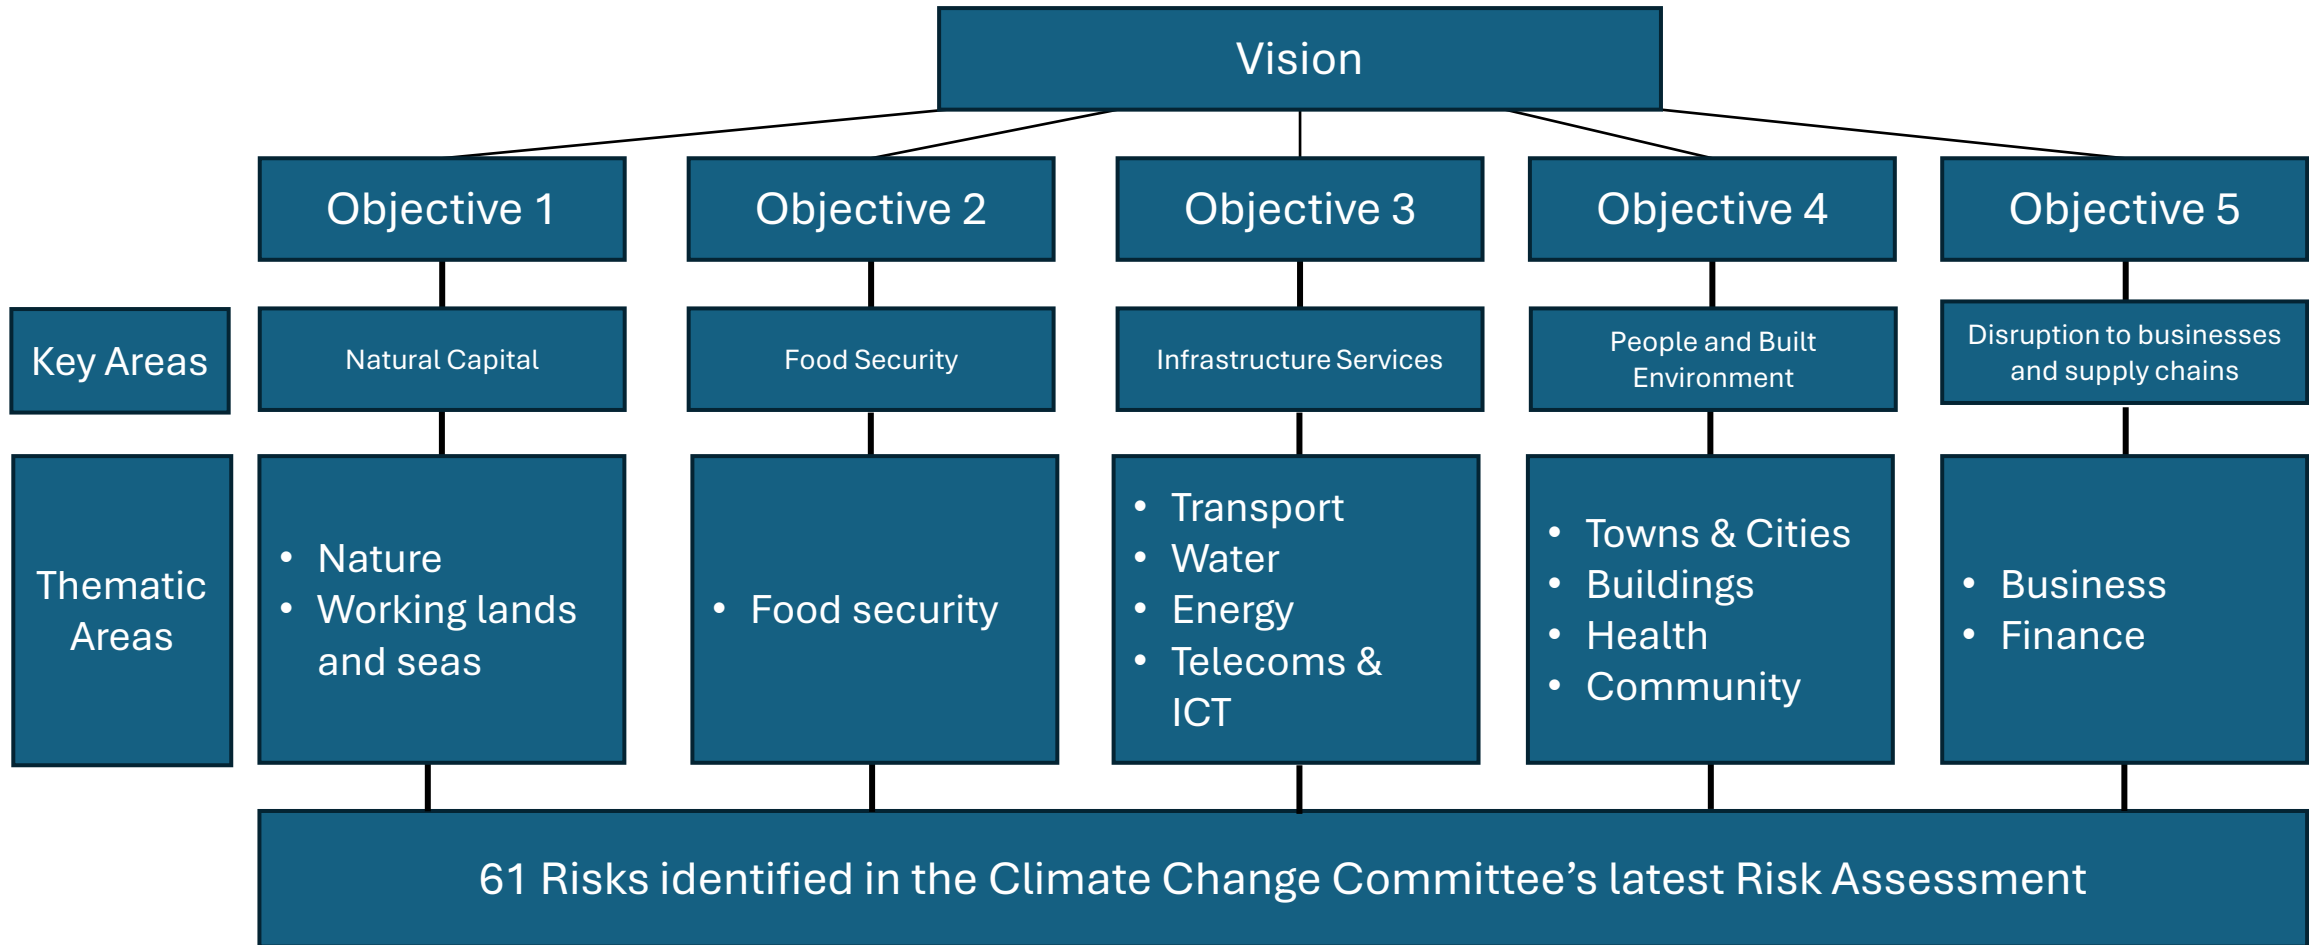 Vision
Objective 1
Objective 2
Objective 3
Objective 4
Objective 5
Key Areas
Natural Capital
Food Security
Infrastructure Services
People and Built
Environment
Disruption to businesses
and supply chains
Thematic
Areas
• Nature
• Working lands
and seas
• Food security
• Transport
• Water
• Energy
• Telecoms &
ICT
• Towns & Cities
• Buildings
• Health
• Community
• Business
• Finance
61 Risks identified in the Climate Change Committee’s latest Risk Assessment